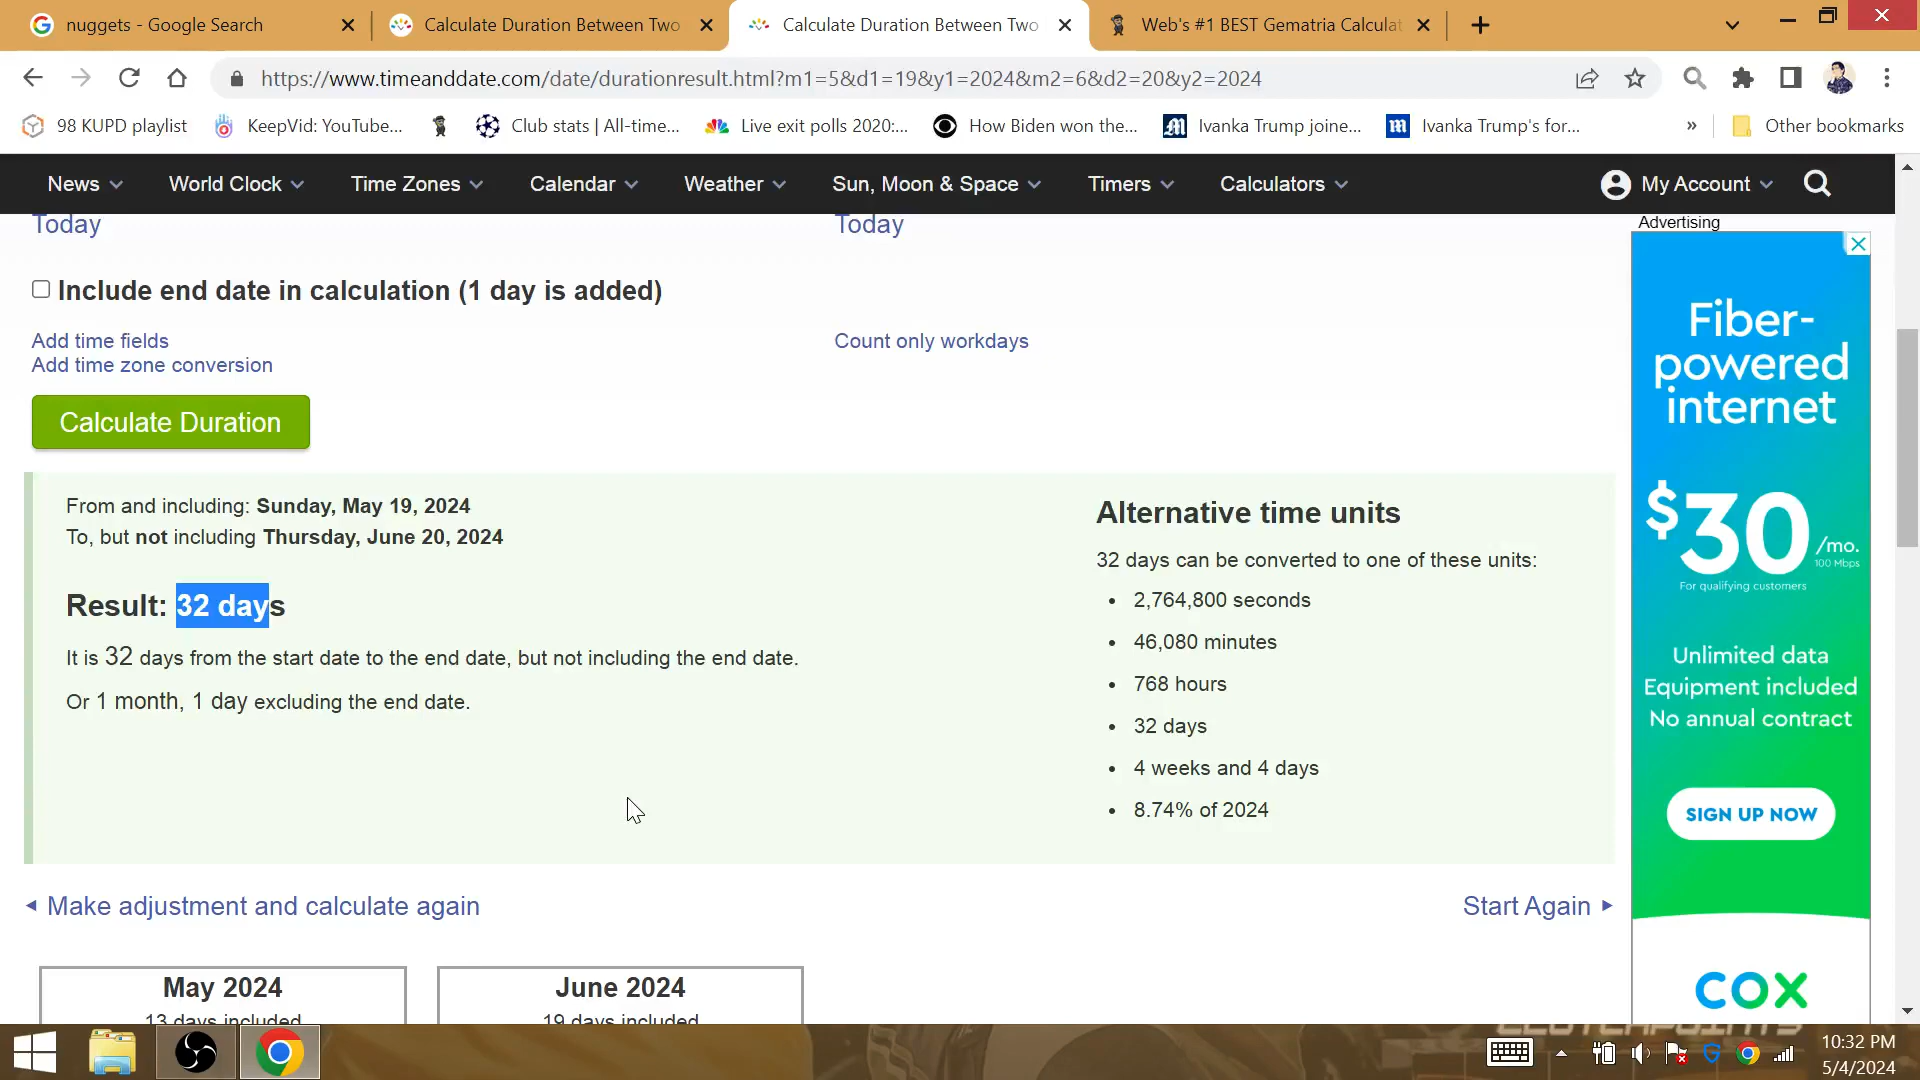 nuggets - Google Search
Calculate Duration Between Two
Calculate Duration Between Two
Web's #1 BEST Gematria Calculat
https://www.timeanddate.com/date/durationresult.html?m1=5&d1=19&y1=2024&m2=6&d2=20&y2=2024
98 KUPD playlist
KeepVid: YouTube...
Club stats | All-time...
Live exit polls 2020:...
How Biden won the...
Ivanka Trump joine...
Ivanka Trump's for...
»
Other bookmarks
News
World Clock
Time Zones
Calendar
Weather
Sun, Moon & Space
Timers
Calculators
My Account
Today
Today
Advertising
Include end date in calculation (1 day is added)
Add time fields
Add time zone conversion
Count only workdays
Calculate Duration
From and including: Sunday, May 19, 2024
To, but not including Thursday, June 20, 2024
Result: 32 days
It is 32 days from the start date to the end date, but not including the end date.
Or 1 month, 1 day excluding the end date.
Alternative time units
32 days can be converted to one of these units:
• 2,764,800 seconds
• 46,080 minutes
• 768 hours
• 32 days
• 4 weeks and 4 days
• 8.74% of 2024
Fiber-
powered
internet
$30/mo.
100 Mbps
For qualifying customers
Unlimited data
Equipment included
No annual contract
SIGN UP NOW
COX
Make adjustment and calculate again
Start Again
May 2024
13 days included
June 2024
19 days included
CLUTCHPOINTS
10:32 PM
5/4/2024